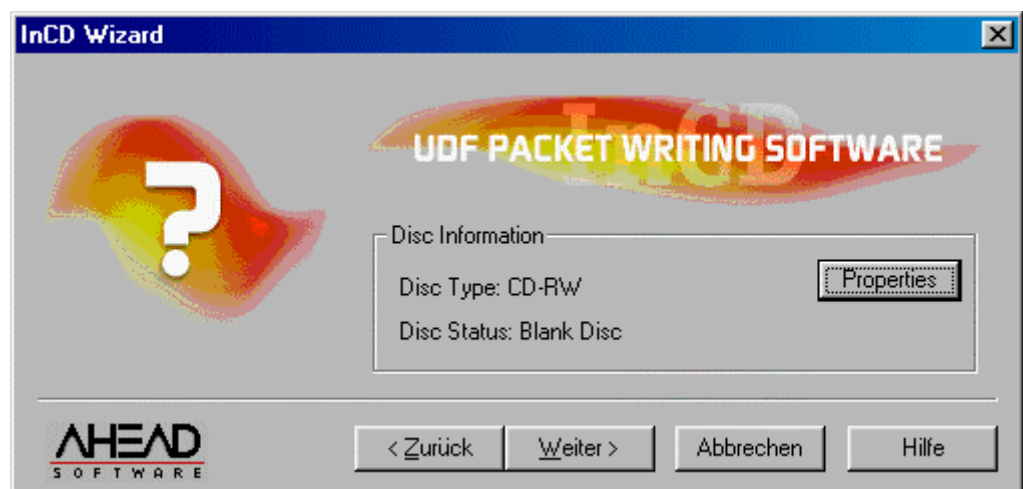 InCD Wizard
InCD
UDF PACKET WRITING SOFTWARE
Disc Information
Disc Type: CD-RW
Properties
Disc Status: Blank Disc
AHEAD
SOFTWARE
< Zurück
Weiter >
Abbrechen
Hilfe